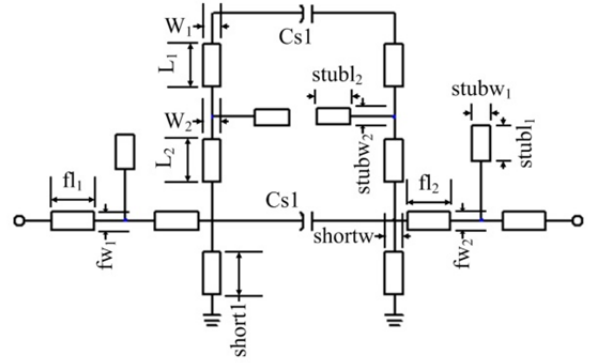 W₁
Cs1
L₁
stubl₂
stubw₁
W₂
stubw₂
stubl₁
L₂
fl₁
Cs1
fl₂
shortw
fw₁
fw₂
short1